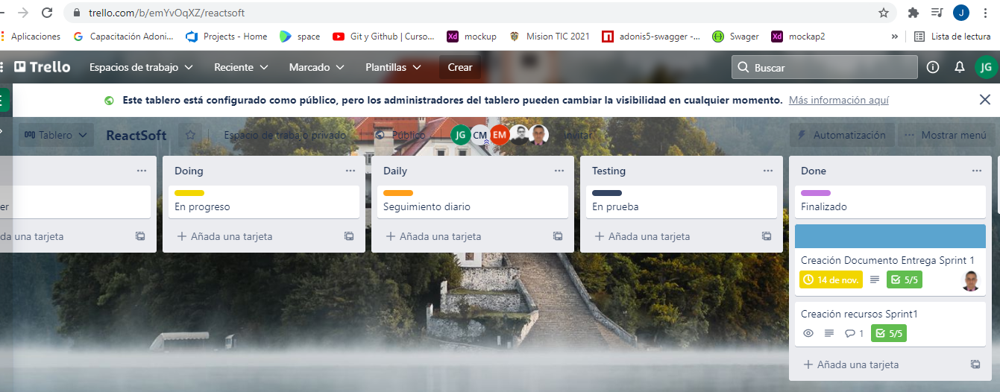 trello.com/b/emYvOqXZ/reactsoft
J
Aplicaciones
Capacitación Adoni...
Projects - Home
space
Git y Github | Curso...
Xd
mockup
Mision TIC 2021
adonis5-swagger -...
Swager
Xd
mockap2
»
Lista de lectura
Trello
Espacios de trabajo
Reciente
Marcado
Plantillas
Crear
Buscar
JG
Este tablero está configurado como público, pero los administradores del tablero pueden cambiar la visibilidad en cualquier momento. Más información aquí
Tablero
ReactSoft
Espacio de trabajo privado
Público
JG
CM
EM
Invitar
Automatización
Mostrar menú
er
da una tarjeta
Doing
En progreso
Añada una tarjeta
Daily
Seguimiento diario
Añada una tarjeta
Testing
En prueba
Añada una tarjeta
Done
Finalizado
Creación Documento Entrega Sprint 1
14 de nov.
5/5
Creación recursos Sprint1
1
5/5
Añada una tarjeta